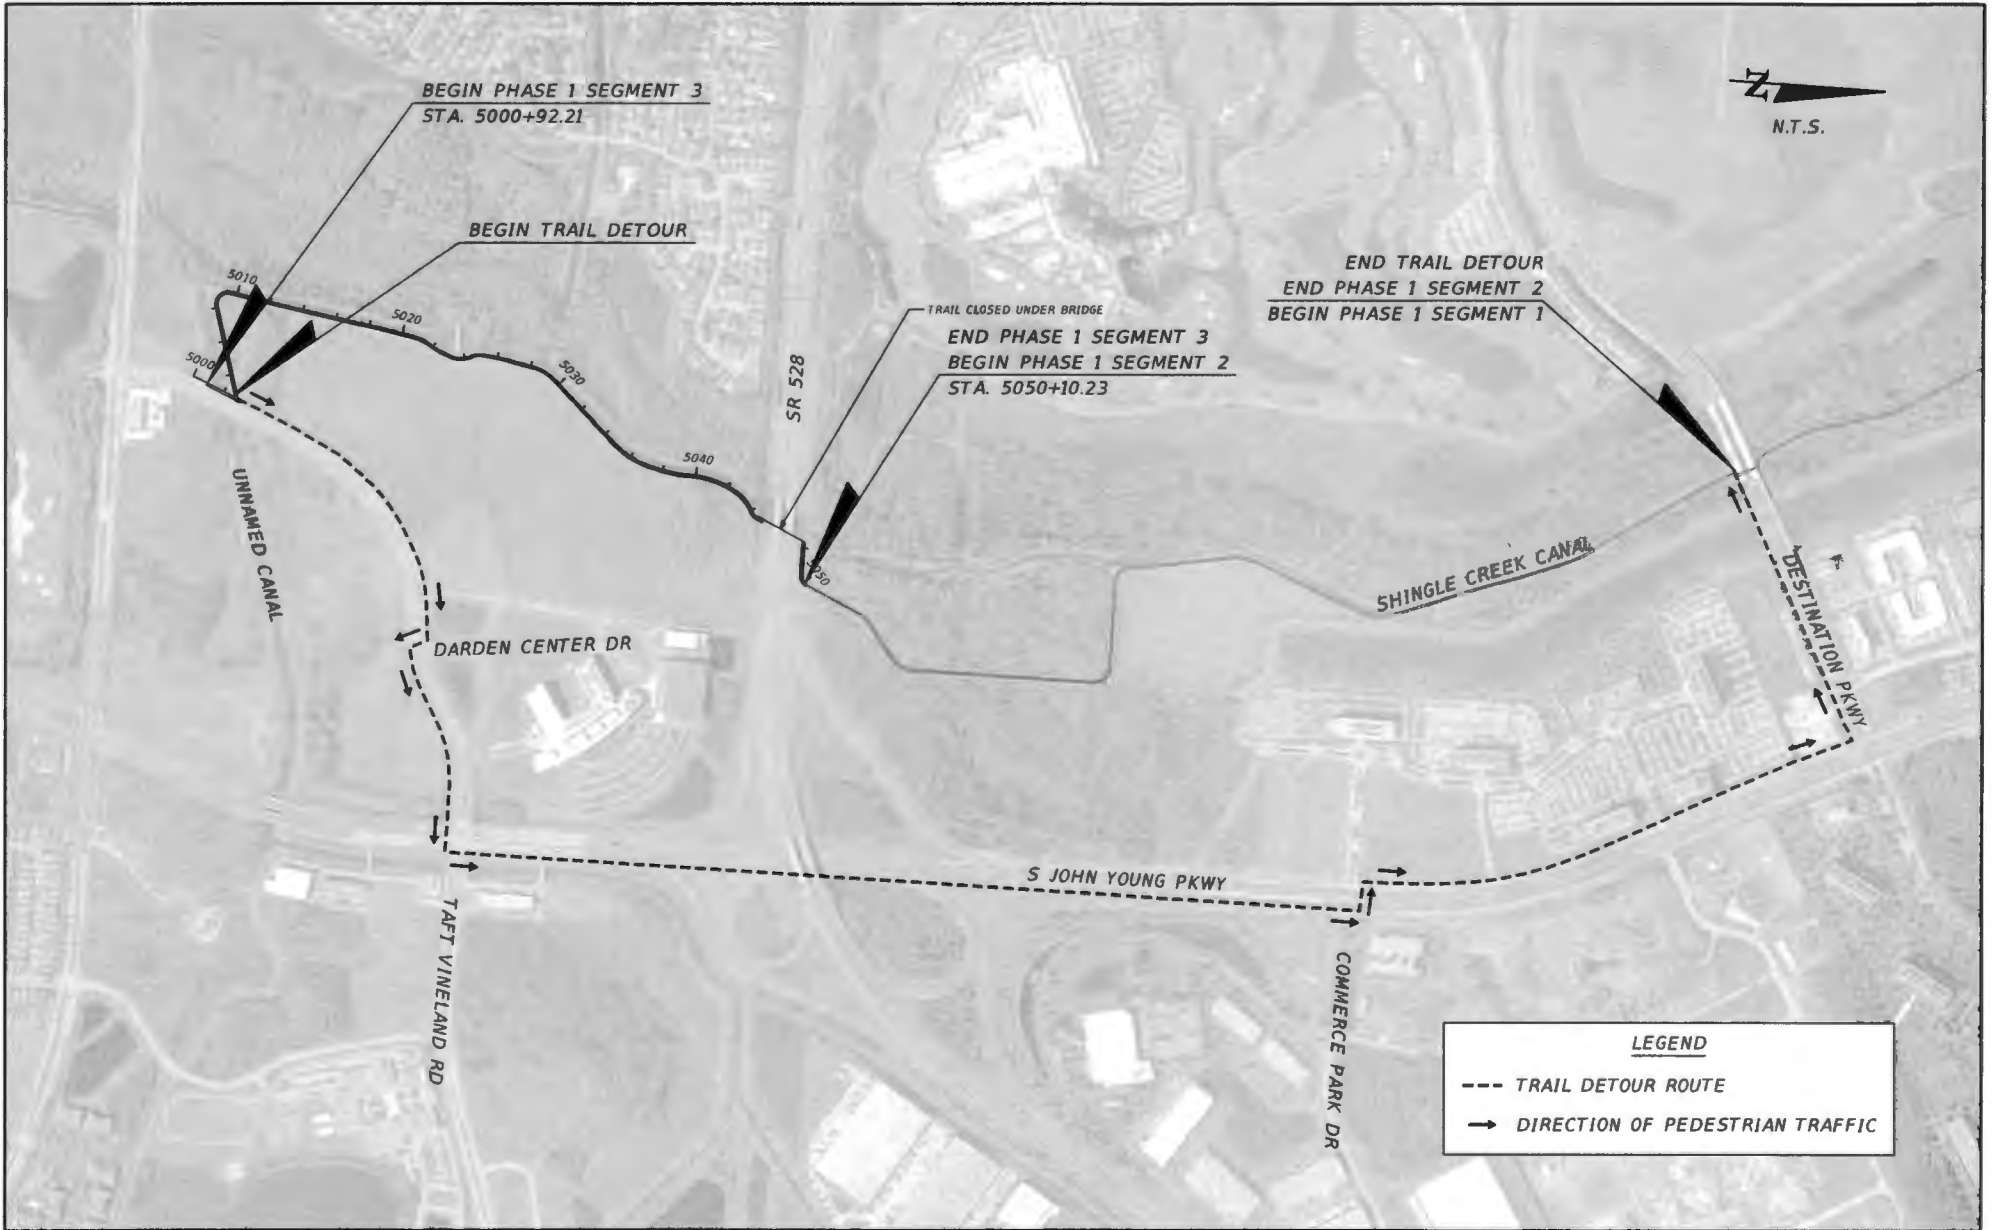 BEGIN PHASE 1 SEGMENT 3
STA. 5000+92.21
BEGIN TRAIL DETOUR
N
N.T.S.
END TRAIL DETOUR
END PHASE 1 SEGMENT 2
BEGIN PHASE 1 SEGMENT 1
TRAIL CLOSED UNDER BRIDGE
END PHASE 1 SEGMENT 3
BEGIN PHASE 1 SEGMENT 2
STA. 5050+10.23
5010
5020
5000
5030
5040
5050
SR 528
UNNAMED CANAL
SHINGLE CREEK CANAL
DESTINATION PKWY
DARDEN CENTER DR
S JOHN YOUNG PKWY
TAFT VINELAND RD
COMMERCE PARK DR
LEGEND
TRAIL DETOUR ROUTE
DIRECTION OF PEDESTRIAN TRAFFIC